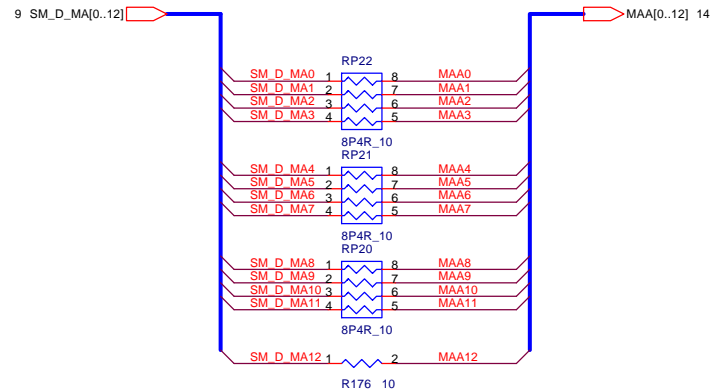 9 SM_D_MA[0..12] MAA[0..12] 14
RP22
SM_D_MA0 1 8 MAA0
SM_D_MA1 2 7 MAA1
SM_D_MA2 3 6 MAA2
SM_D_MA3 4 5 MAA3
8P4R_10
RP21
SM_D_MA4 1 8 MAA4
SM_D_MA5 2 7 MAA5
SM_D_MA6 3 6 MAA6
SM_D_MA7 4 5 MAA7
8P4R_10
RP20
SM_D_MA8 1 8 MAA8
SM_D_MA9 2 7 MAA9
SM_D_MA10 3 6 MAA10
SM_D_MA11 4 5 MAA11
8P4R_10
SM_D_MA12 1 2 MAA12
R176 10